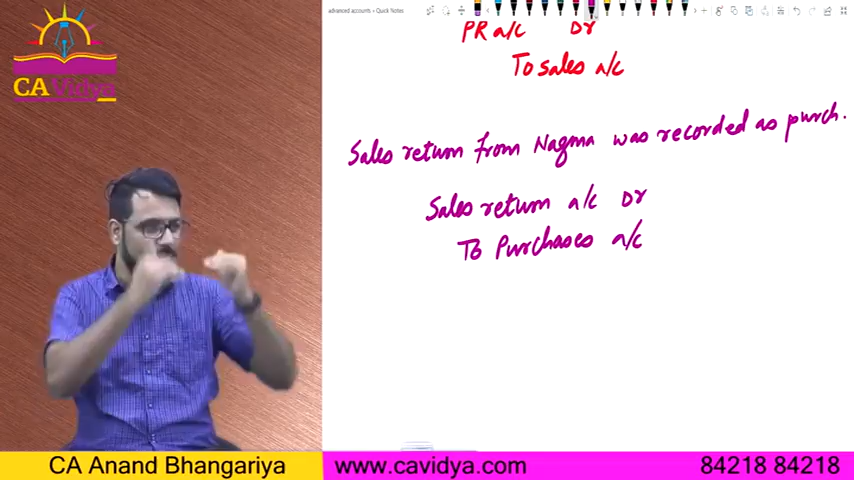 advanced accounts - Quick Notes
PR a/c Dr
To sales a/c
CA Vidya
Sales return from Nagma was recorded as purch.
Sales return a/c Dr
To Purchases a/c
CA Anand Bhangariya www.cavidya.com 84218 84218